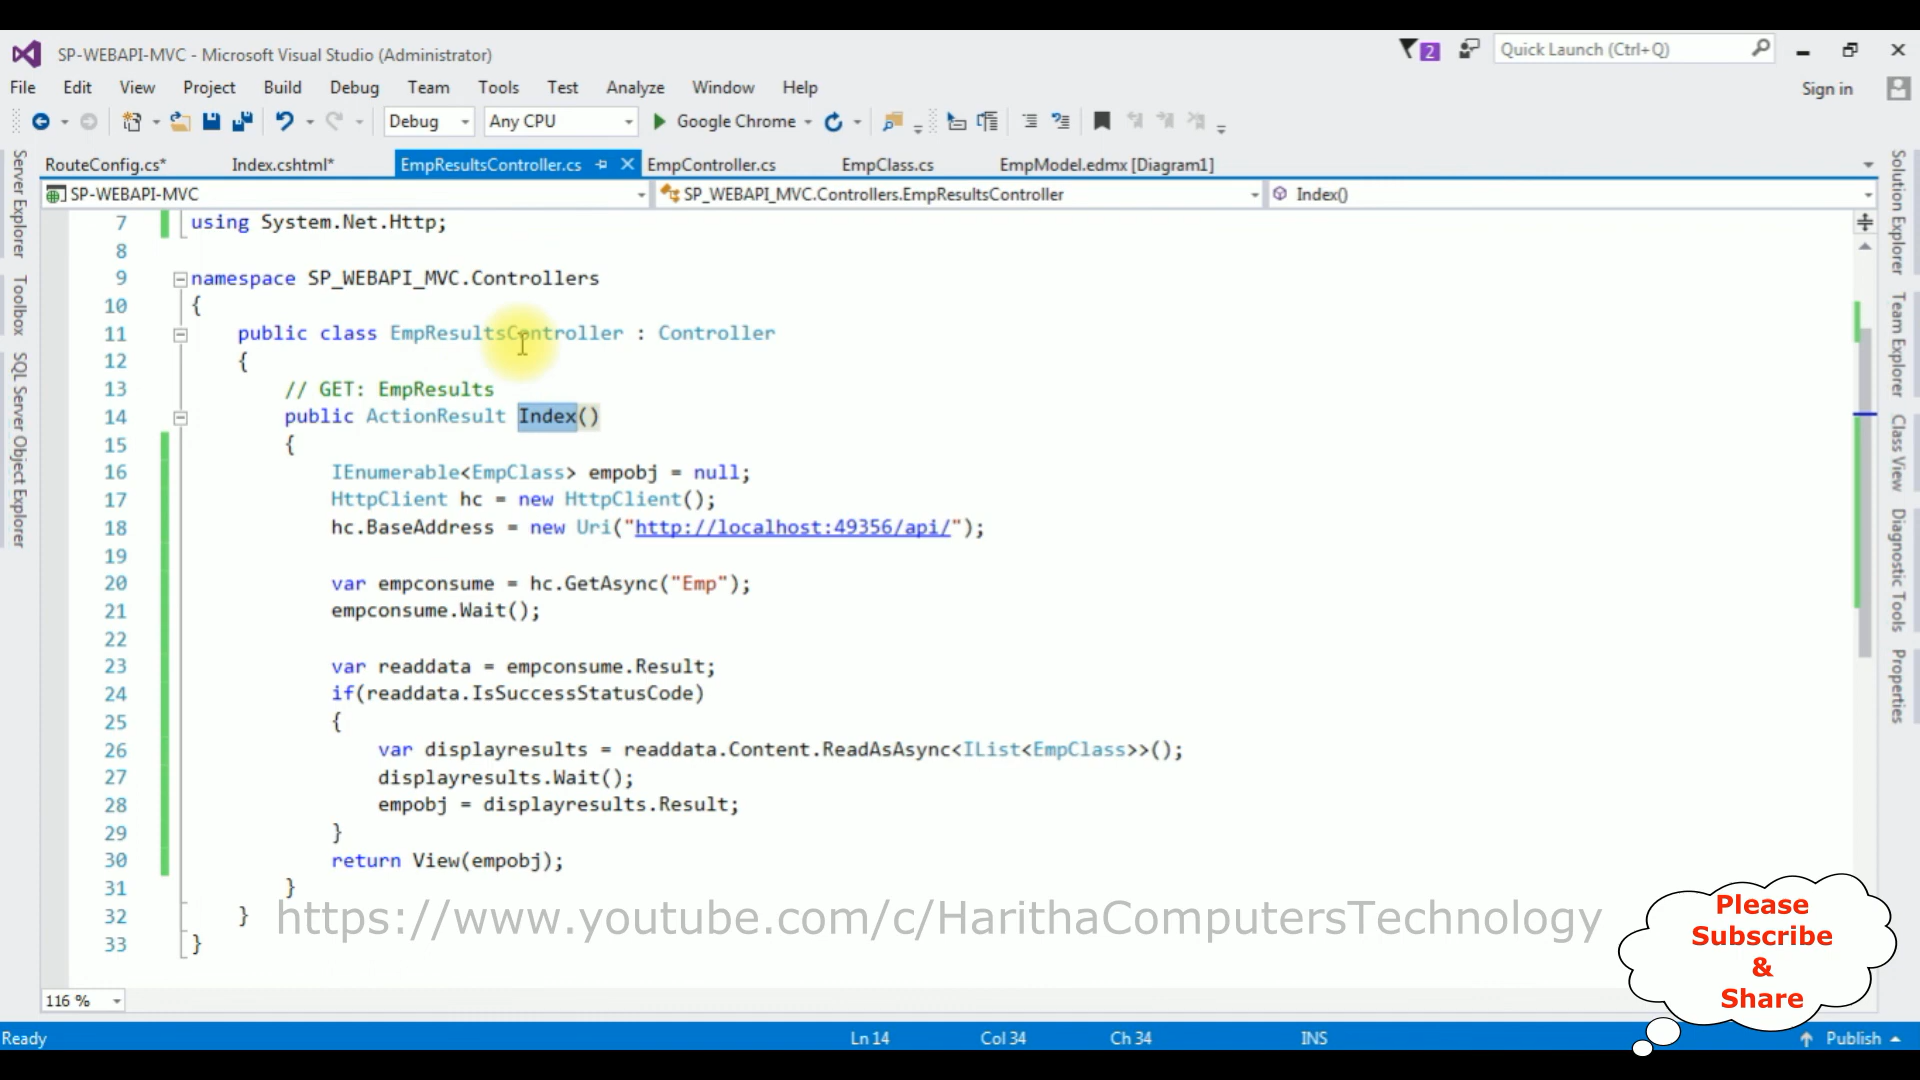 SP-WEBAPI-MVC - Microsoft Visual Studio (Administrator)
2
Quick Launch (Ctrl+Q)
File Edit View Project Build Debug Team Tools Test Analyze Window Help
Sign in
Debug Any CPU Google Chrome
RouteConfig.cs* Index.cshtml* EmpResultsController.cs EmpController.cs EmpClass.cs EmpModel.edmx [Diagram1]
SP-WEBAPI-MVC SP_WEBAPI_MVC.Controllers.EmpResultsController Index()
Server Explorer
Toolbox
SQL Server Object Explorer
7 using System.Net.Http;
8
9 namespace SP_WEBAPI_MVC.Controllers
10 {
11 public class EmpResultsController : Controller
12 {
13 // GET: EmpResults
14 public ActionResult Index()
15 {
16 IEnumerable<EmpClass> empobj = null;
17 HttpClient hc = new HttpClient();
18 hc.BaseAddress = new Uri("http://localhost:49356/api/");
19
20 var empconsume = hc.GetAsync("Emp");
21 empconsume.Wait();
22
23 var readdata = empconsume.Result;
24 if(readdata.IsSuccessStatusCode)
25 {
26 var displayresults = readdata.Content.ReadAsAsync<IList<EmpClass>>();
27 displayresults.Wait();
28 empobj = displayresults.Result;
29 }
30 return View(empobj);
31 }
32 }
33 }
https://www.youtube.com/c/HarithaComputersTechnology
Solution Explorer
Team Explorer
Class View
Diagnostic Tools
Properties
Please
Subscribe
&
Share
116 %
Ready Ln 14 Col 34 Ch 34 INS Publish